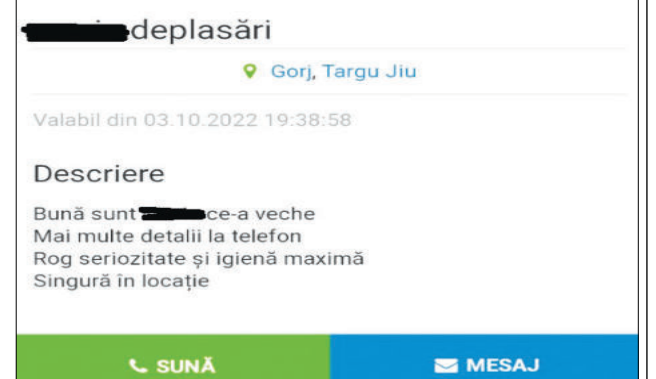 deplasări
Gorj, Targu Jiu
Valabil din 03.10.2022 19:38:58
Descriere
Bună sunt ce-a veche
Mai multe detalii la telefon
Rog seriozitate și igienă maximă
Singură în locație
SUNĂ
MESAJ